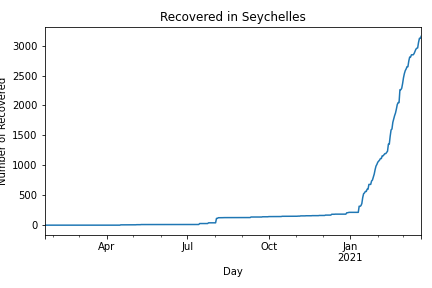 Recovered in Seychelles
3000
2500
2000
1500
1000
500
0
Number of Recovered
Apr
Jul
Oct
Jan
2021
Day